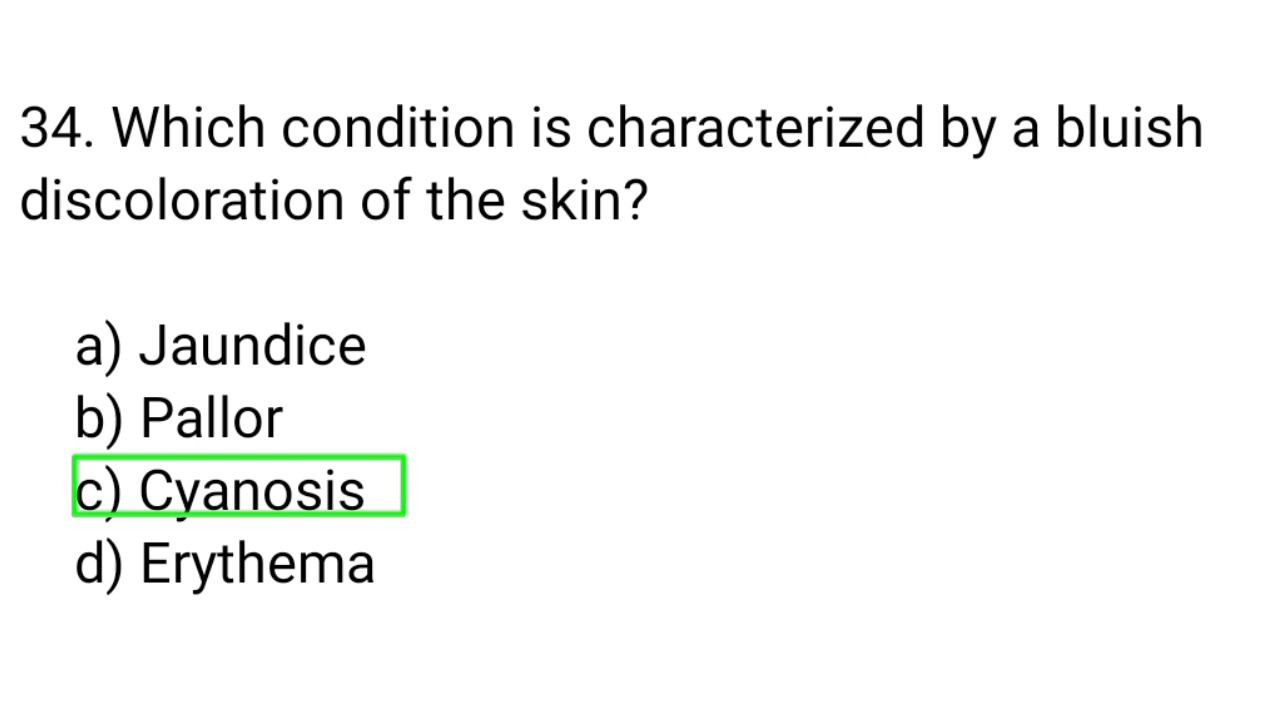 34. Which condition is characterized by a bluish
discoloration of the skin?
a) Jaundice
b) Pallor
c) Cyanosis
d) Erythema